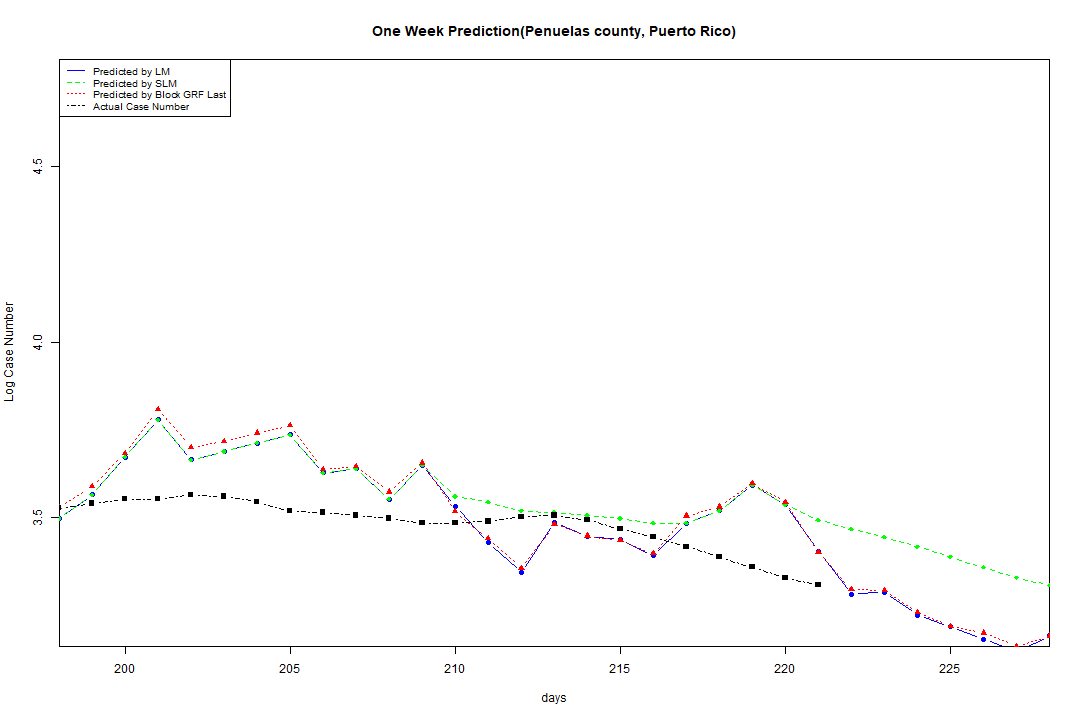 One Week Prediction(Penuelas county, Puerto Rico)
Predicted by LM
Predicted by SLM
Predicted by Block GRF Last
Actual Case Number
4.5
4.0
3.5
Log Case Number
200 205 210 215 220 225
days